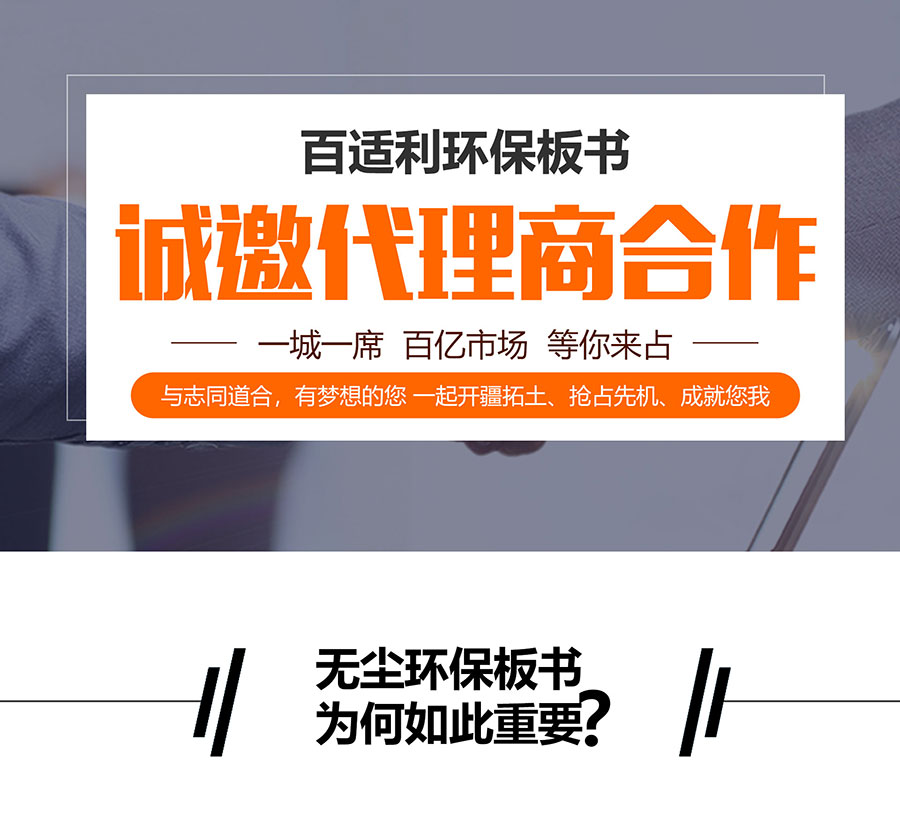 百适利环保板书
诚邀代理商合作
一城一席 百亿市场 等你来占
与志同道合，有梦想的您 一起开疆拓土、抢占先机、成就您我
无尘环保板书
为何如此重要?